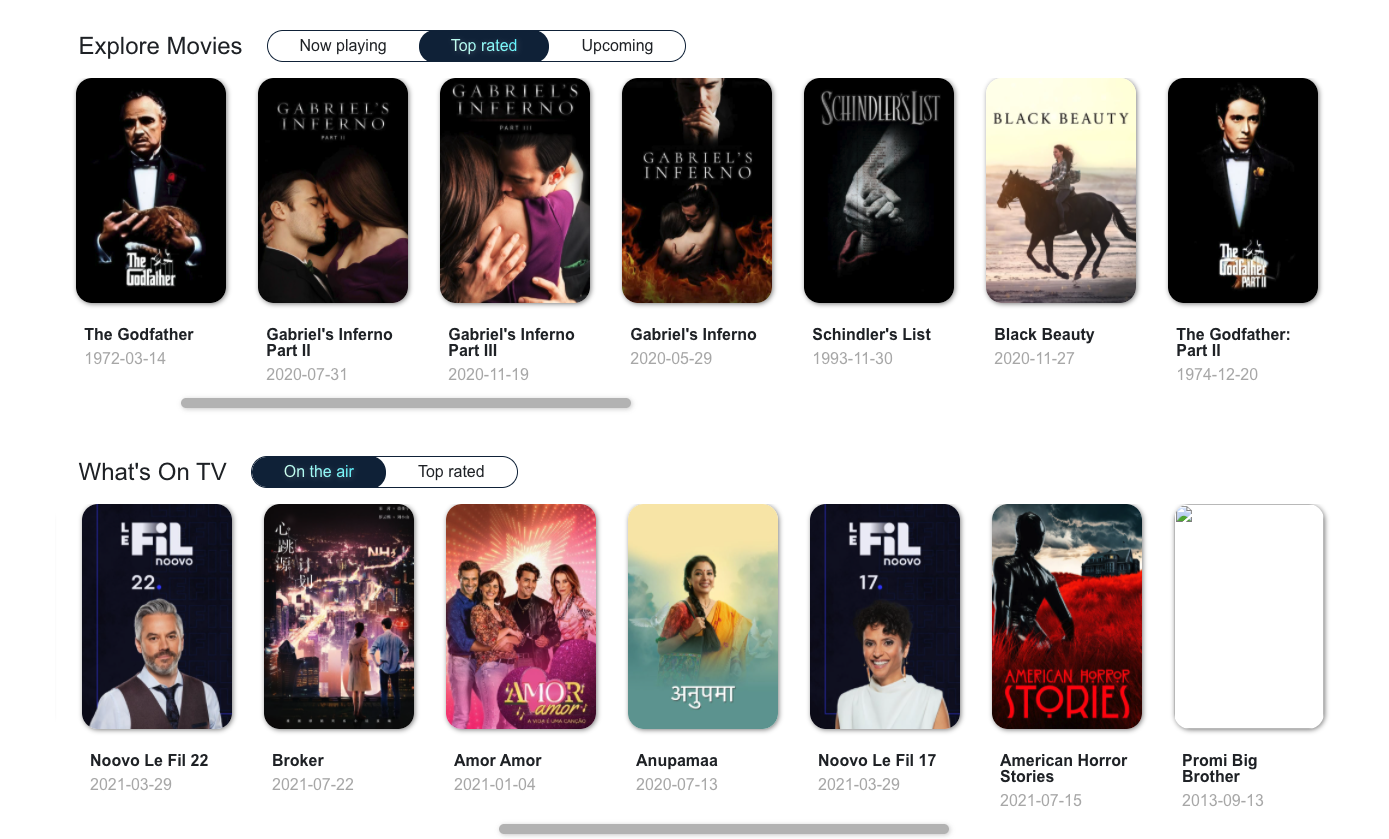 Explore Movies
Now playing
Top rated
Upcoming
The Godfather
GABRIEL'S
INFERNO
PART II
GABRIEL'S
INFERNO
PART III
GABRIEL'S
INFERNO
SCHINDLER'S LIST
BLACK BEAUTY
The Godfather
PART II
The Godfather
1972-03-14
Gabriel's Inferno
Part II
2020-07-31
Gabriel's Inferno
Part III
2020-11-19
Gabriel's Inferno
2020-05-29
Schindler's List
1993-11-30
Black Beauty
2020-11-27
The Godfather:
Part II
1974-12-20
What's On TV
On the air
Top rated
LE FiL
noovo
22.
心跳源计划
AMOR
amor
A VIDA É UMA CANÇÃO
अनुपमा
LE FiL
noovo
17.
AMERICAN HORROR
STORIES
Noovo Le Fil 22
2021-03-29
Broker
2021-07-22
Amor Amor
2021-01-04
Anupamaa
2020-07-13
Noovo Le Fil 17
2021-03-29
American Horror
Stories
2021-07-15
Promi Big
Brother
2013-09-13